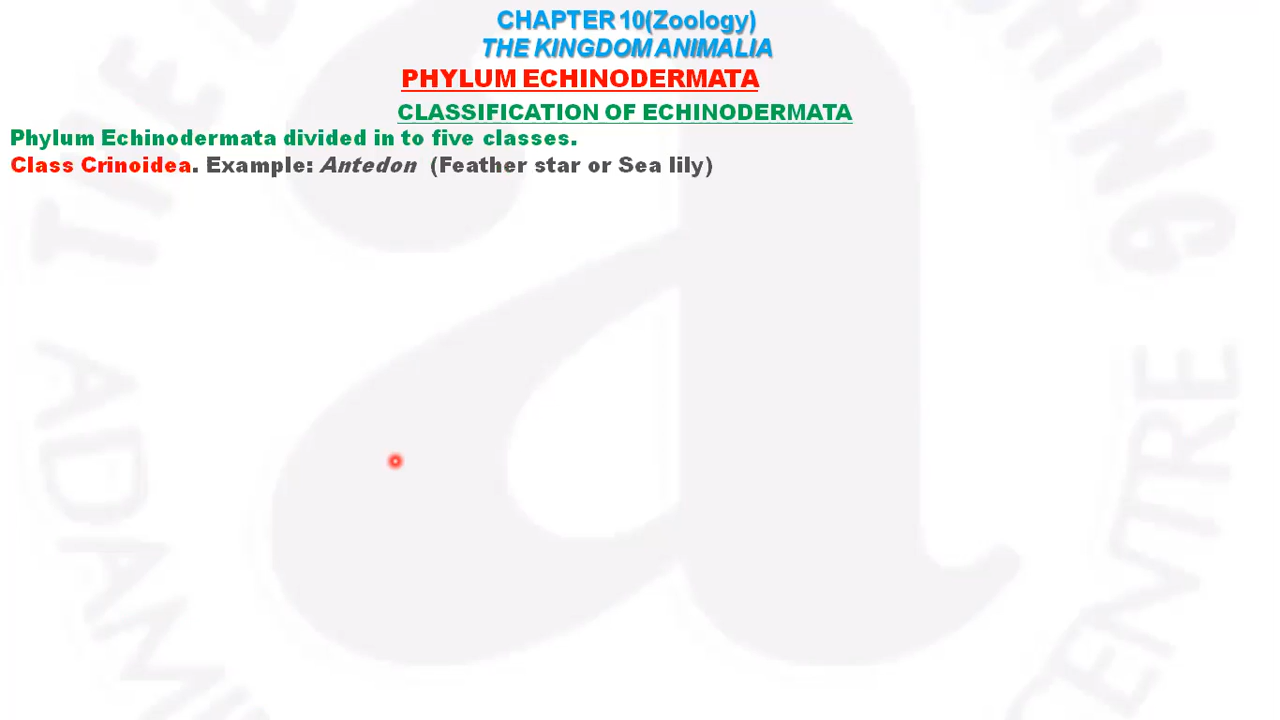 CHAPTER 10(Zoology)
THE KINGDOM ANIMALIA
PHYLUM ECHINODERMATA
CLASSIFICATION OF ECHINODERMATA
Phylum Echinodermata divided in to five classes.
Class Crinoidea. Example: Antedon (Feather star or Sea lily)